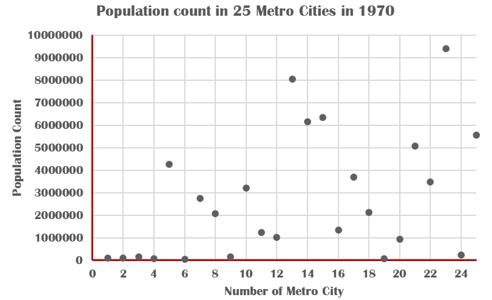 Population count in 25 Metro Cities in 1970
Population Count
10000000
9000000
8000000
7000000
6000000
5000000
4000000
3000000
2000000
1000000
0
0 2 4 6 8 10 12 14 16 18 20 22 24
Number of Metro City